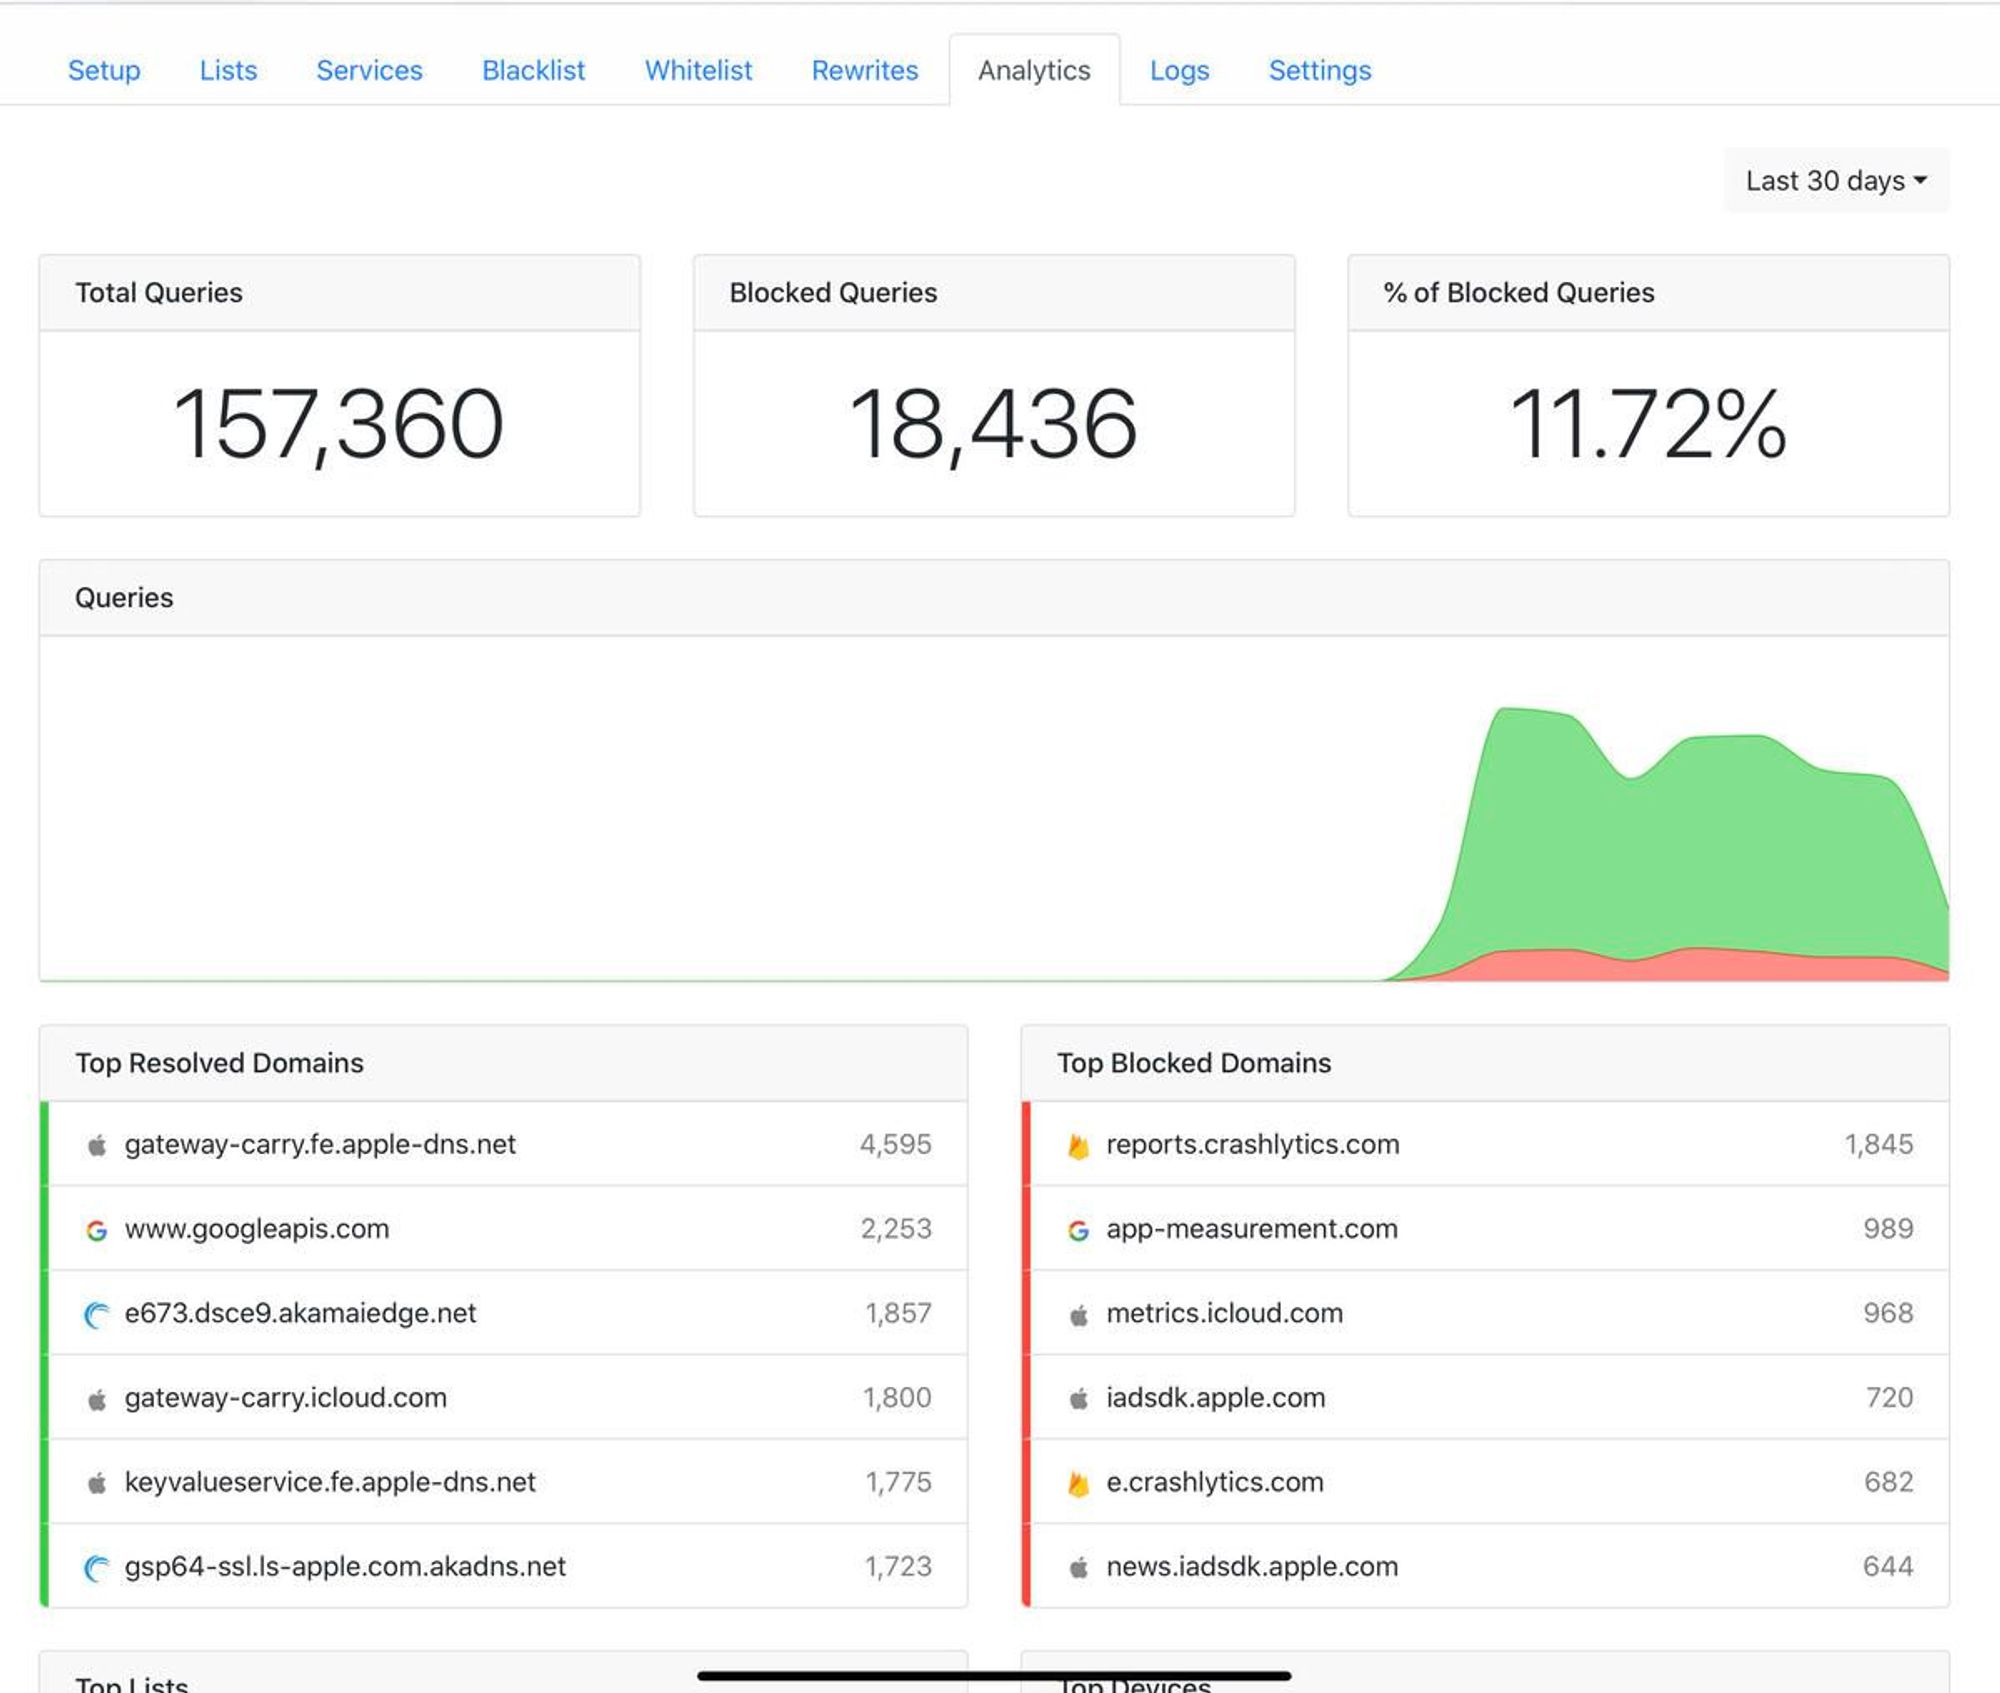 Setup Lists Services Blacklist Whitelist Rewrites Analytics Logs Settings
Last 30 days
Total Queries
157,360
Blocked Queries
18,436
% of Blocked Queries
11.72%
Queries
Top Resolved Domains
gateway-carry.fe.apple-dns.net 4,595
www.googleapis.com 2,253
e673.dsce9.akamaiedge.net 1,857
gateway-carry.icloud.com 1,800
keyvalueservice.fe.apple-dns.net 1,775
gsp64-ssl.ls-apple.com.akadns.net 1,723
Top Blocked Domains
reports.crashlytics.com 1,845
app-measurement.com 989
metrics.icloud.com 968
iadsdk.apple.com 720
e.crashlytics.com 682
news.iadsdk.apple.com 644
Top Lists
Top Devices